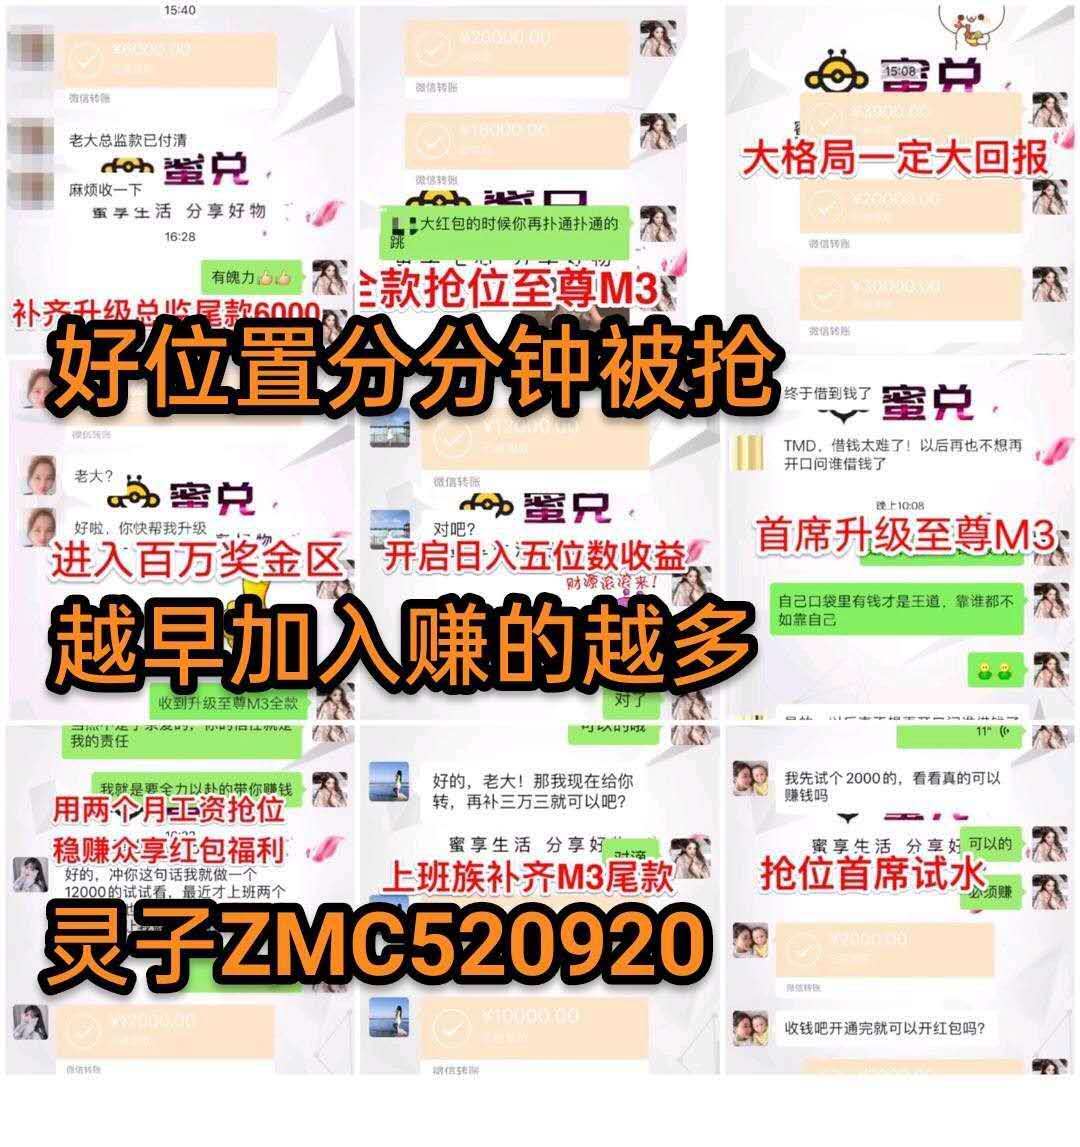 15:40
¥6000.00
微信转账
老大总监款已付清
蜜兑
麻烦收一下
蜜享生活 分享好物
16:28
有魄力👍👍
补齐升级总监尾款6000
¥20000.00
微信转账
¥18000.00
微信转账
大红包的时候你再扑通扑通的
跳
全款抢位至尊M3
15:08
蜜兑
¥3900.00
大格局一定大回报
¥20000.00
微信转账
¥30000.00
微信转账
好位置分分钟被抢
微信转账
老大?
蜜兑
好啦,你快帮我升级
进入百万奖金区
收到升级至尊M3全款
¥12000.00
微信转账
蜜兑
对吧?
开启日入五位数收益
财源滚滚来!
对了
终于借到钱了
蜜兑
TMD,借钱太难了!以后再也不想再
开口问谁借钱了
晚上10:08
首席升级至尊M3
自己口袋里有钱才是王道,靠谁都不
如靠自己
越早加入赚的越多
我的责任
我就是要全力以赴的带你赚钱
用两个月工资抢位
稳赚众享红包福利
好的,冲你这句话我就做一个
12000的试试看,最近才上班两个
¥12000.00
微信转账
可以的哦
好的,老大!那我现在给你
转,再补三万三就可以吧?
蜜享生活 分享好
对滴
上班族补齐M3尾款
¥10000.00
微信转账
11"
我先试个2000的,看看真的可以
赚钱吗
蜜享生活 分享好
可以的
抢位首席试水
必须赚
¥2000.00
微信转账
收钱吧开通完就可以开红包吗?
灵子ZMC520920